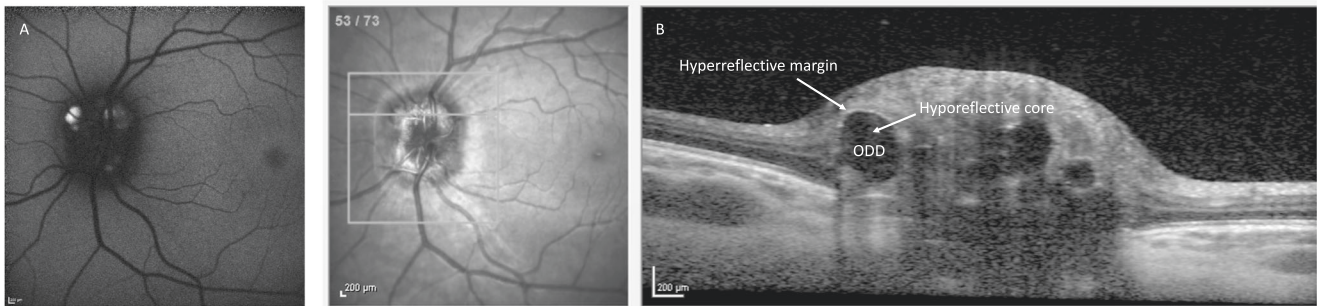 A
53 / 73
200 µm
B
Hyperreflective margin
Hyporeflective core
ODD
200 µm